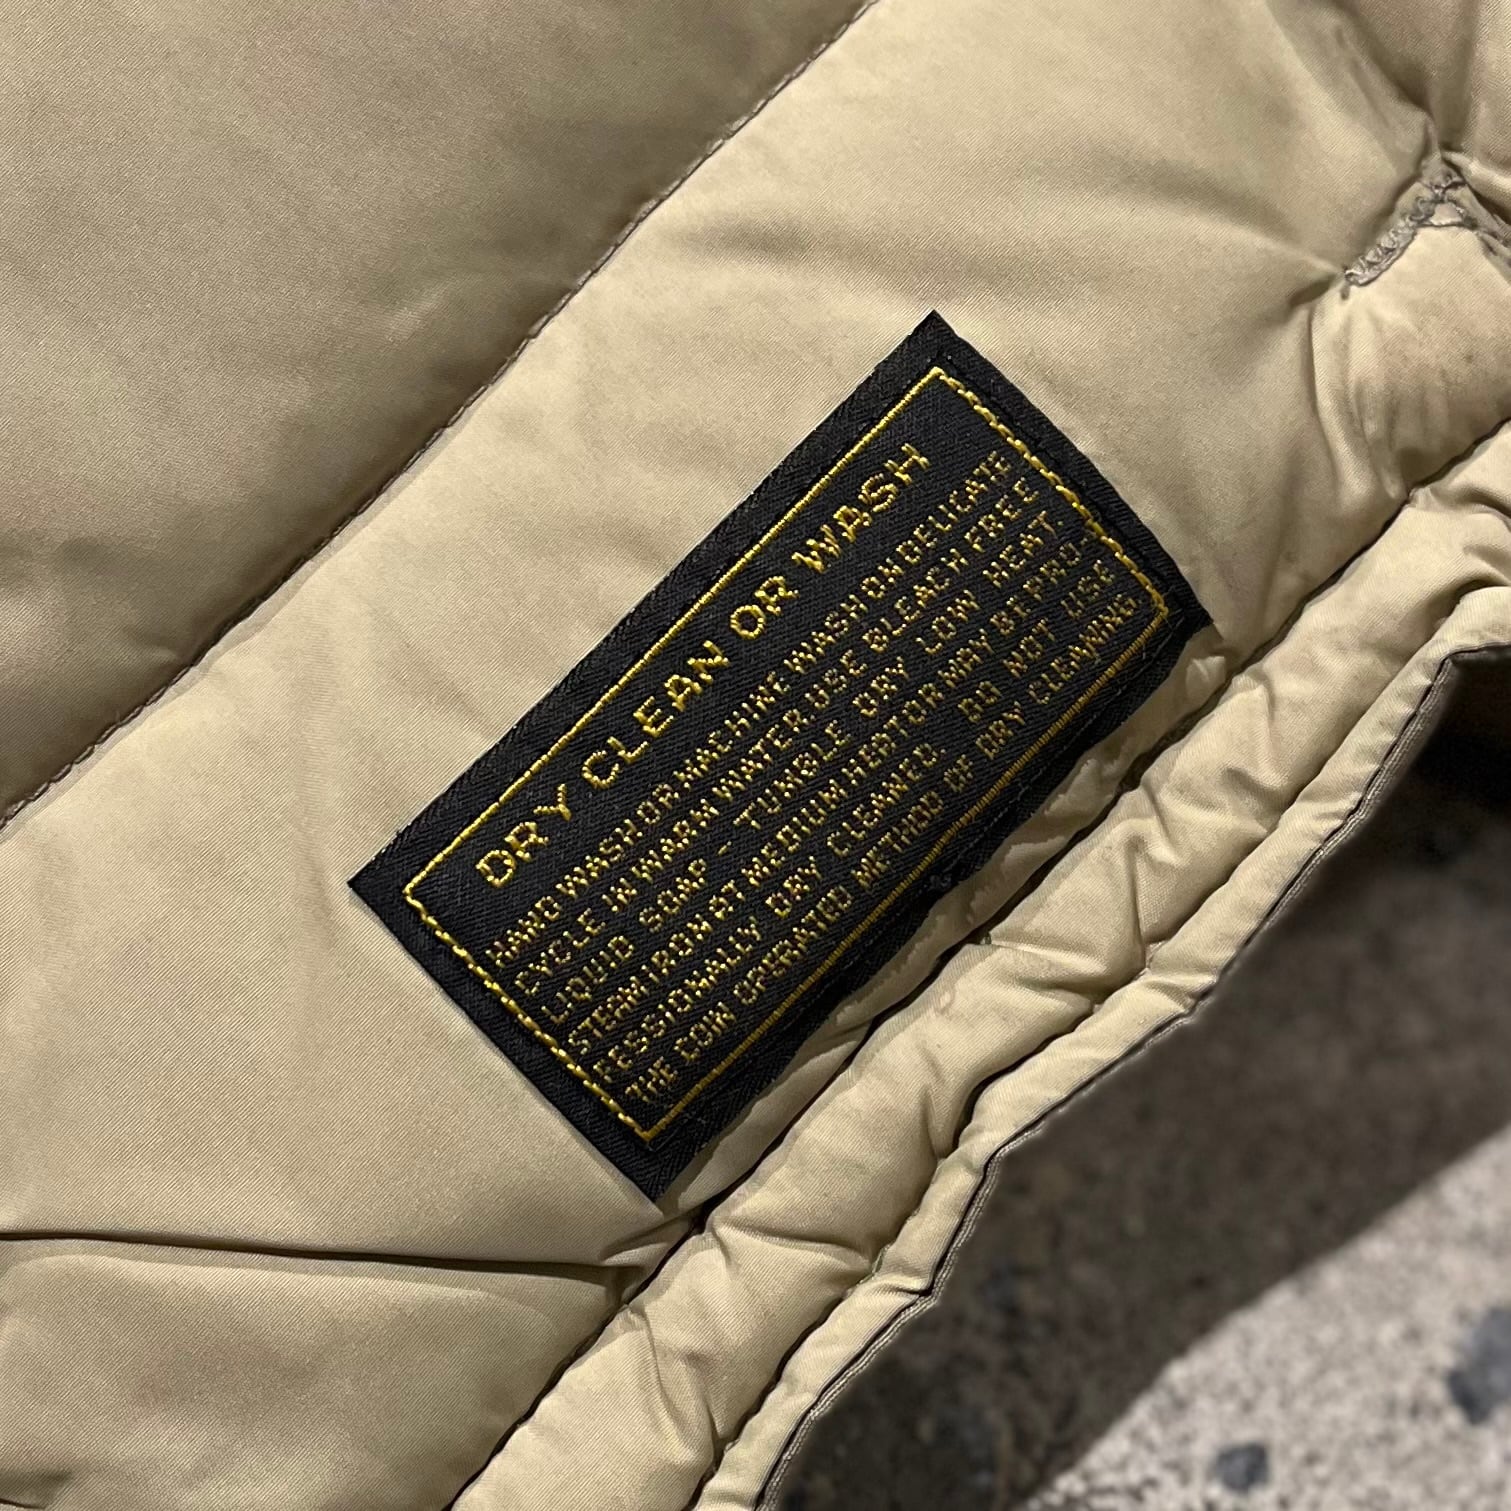 DRY CLEAN OR WASH
HAND WASH OR MACHINE WASH ON DELICATE
CYCLE IN WARM WATER USE BLEACH FREE
LIQUID SOAP - TUMBLE DRY LOW HEAT.
STEAM IRON AT MEDIUM HEAT OR MAY BE PRO-
FESSIONALLY DRY CLEANED. DO NOT USE
THE COIN OPERATED METHOD OF DRY CLEANING.